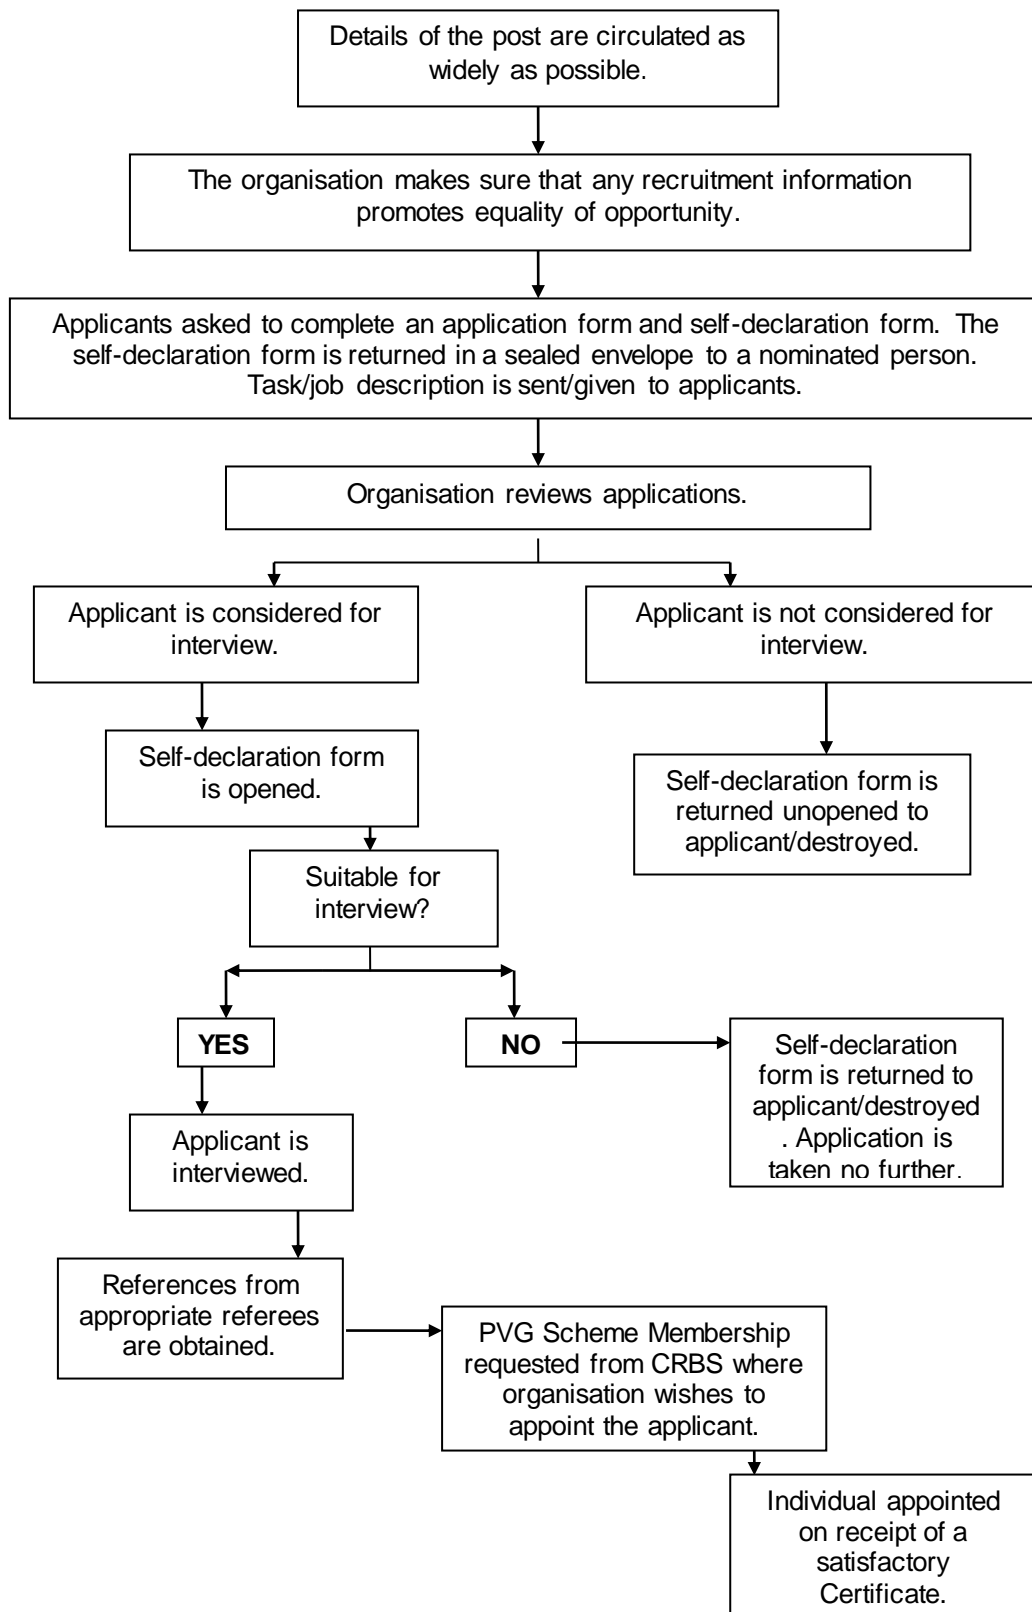 Details of the post are circulated as
widely as possible.
The organisation makes sure that any recruitment information
promotes equality of opportunity.
Applicants asked to complete an application form and self-declaration form. The
self-declaration form is returned in a sealed envelope to a nominated person.
Task/job description is sent/given to applicants.
Organisation reviews applications.
Applicant is considered for
interview.
Applicant is not considered for
interview.
Self-declaration form
is opened.
Self-declaration form is
returned unopened to
applicant/destroyed.
Suitable for
interview?
YES
NO
Self-declaration
form is returned to
applicant/destroyed
. Application is
taken no further.
Applicant is
interviewed.
References from
appropriate referees
are obtained.
PVG Scheme Membership
requested from CRBS where
organisation wishes to
appoint the applicant.
Individual appointed
on receipt of a
satisfactory
Certificate.